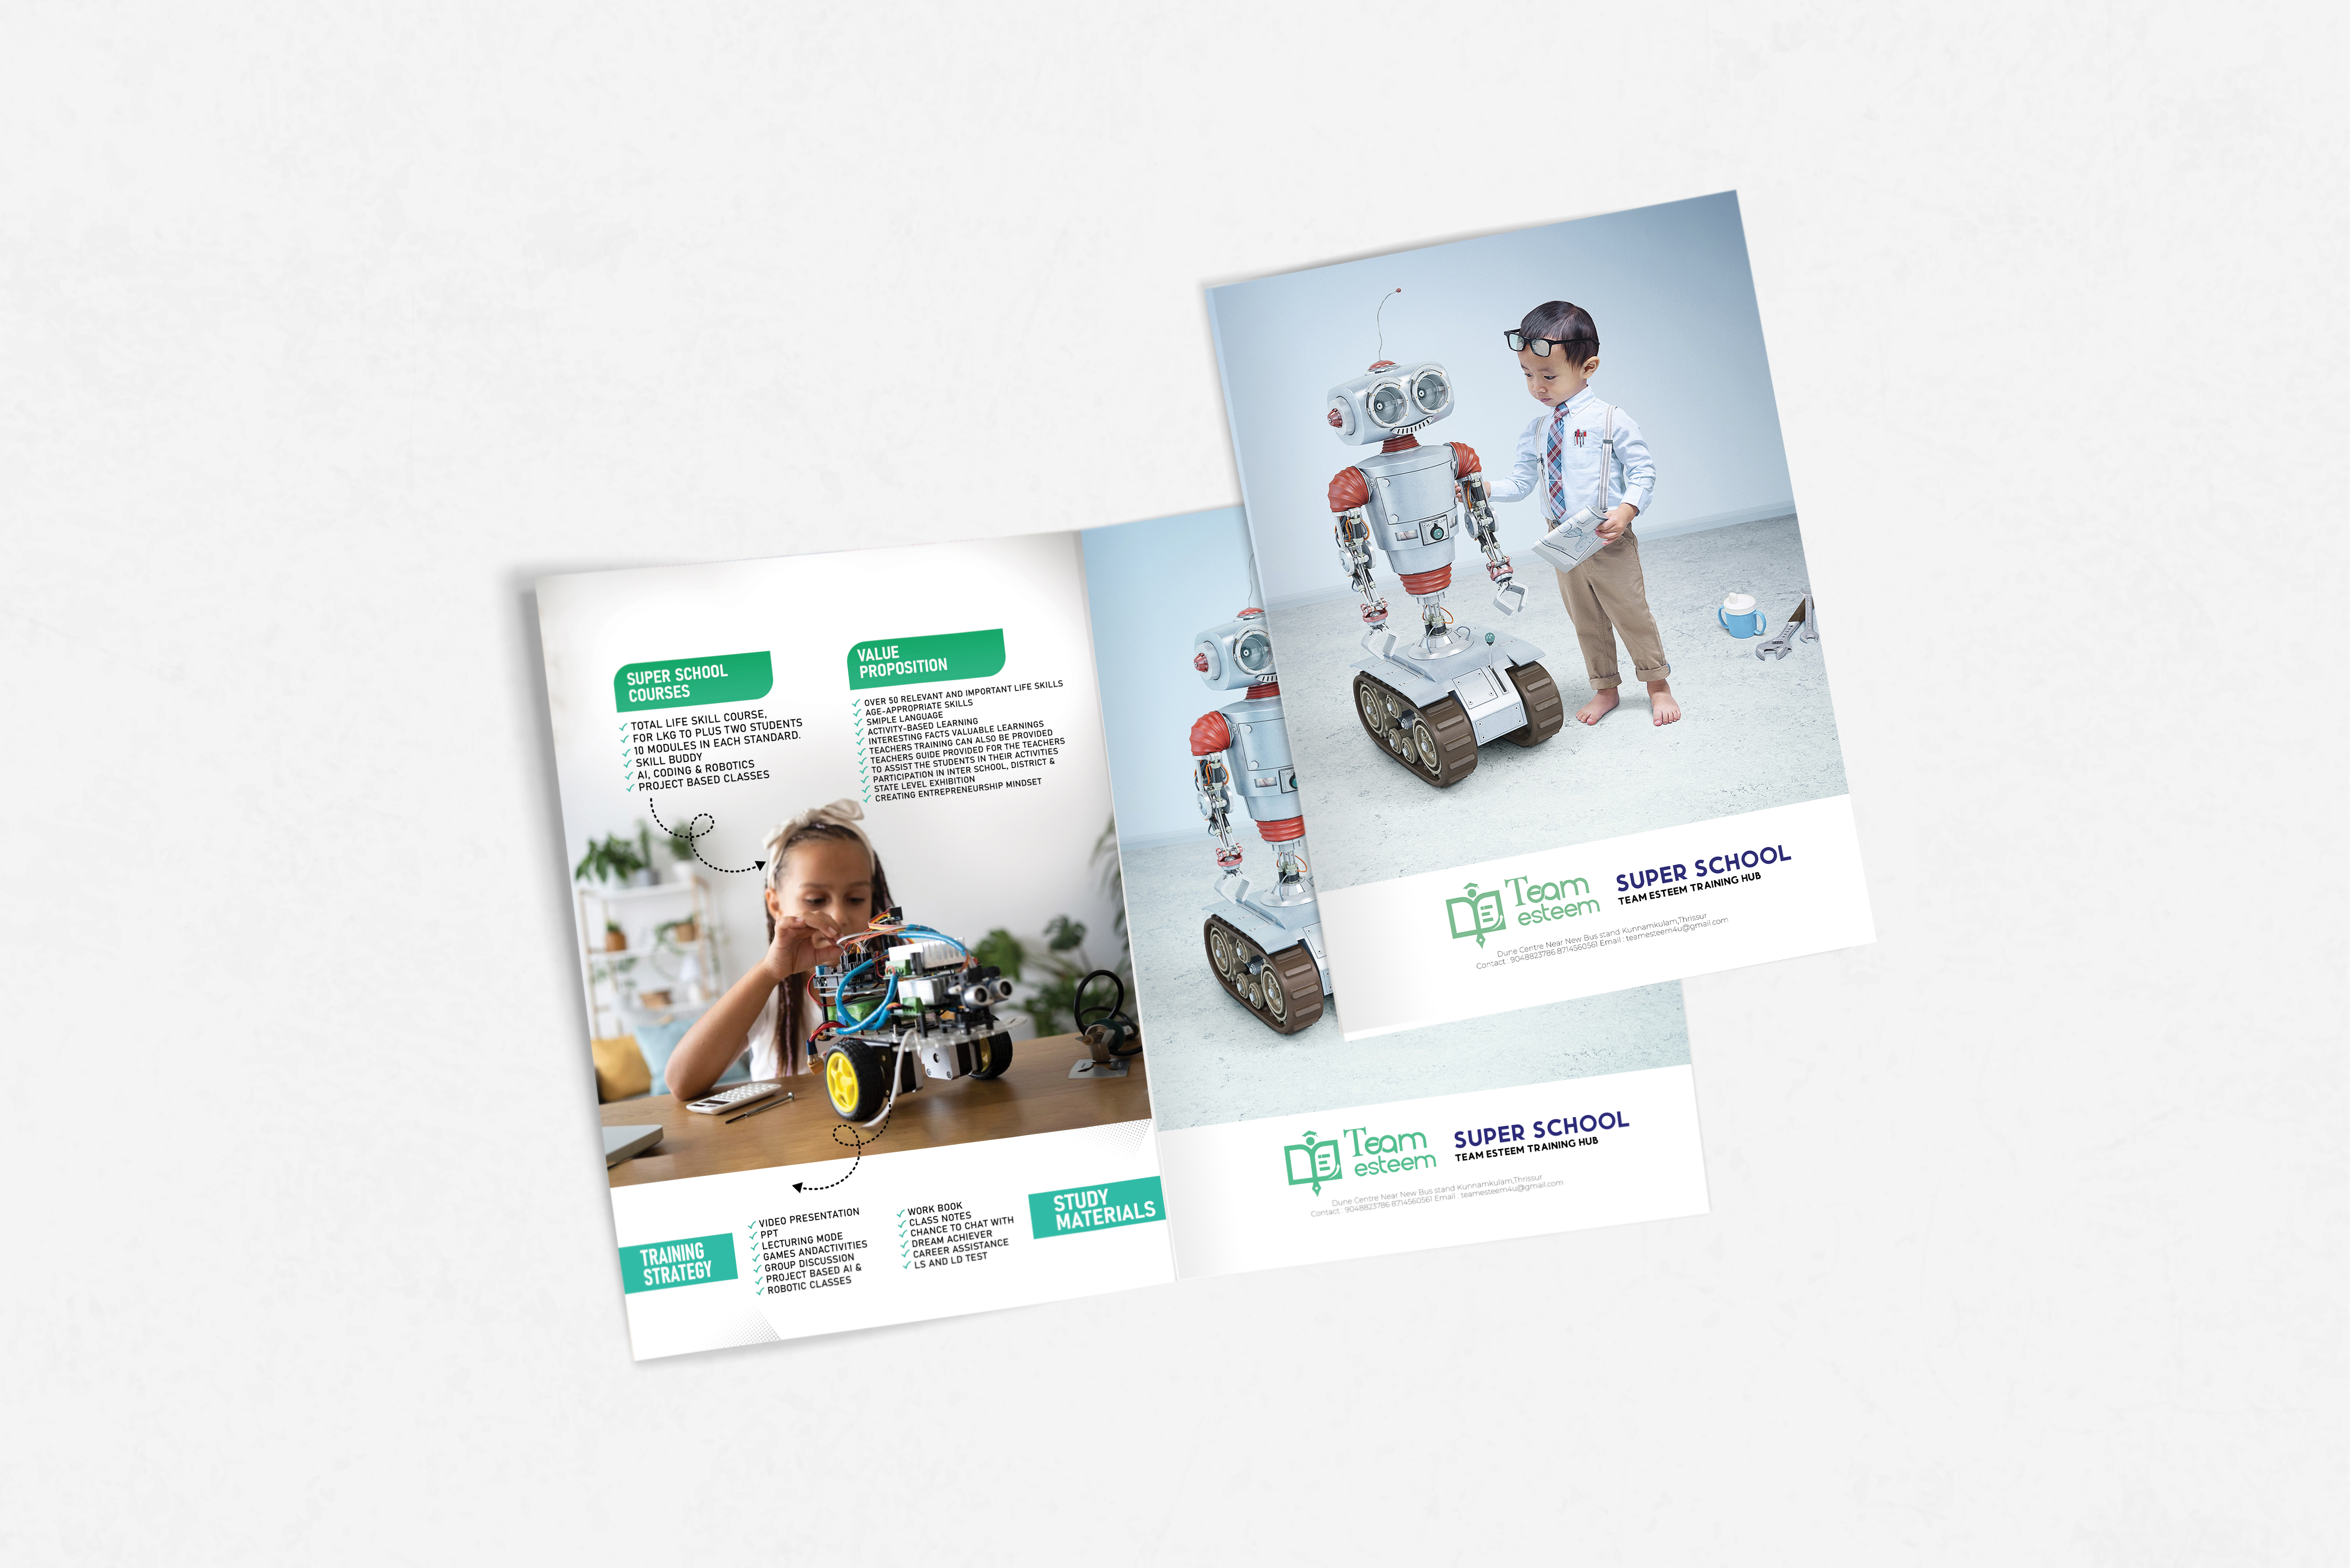 SUPER SCHOOL
COURSES
TOTAL LIFE SKILL COURSE,
FOR LKG TO PLUS TWO STUDENTS
10 MODULES IN EACH STANDARD.
SKILL BUDDY
AI, CODING & ROBOTICS
PROJECT BASED CLASSES
VALUE
PROPOSITION
OVER 50 RELEVANT AND IMPORTANT LIFE SKILLS
AGE-APPROPRIATE SKILLS
SMIPLE LANGUAGE
ACTIVITY-BASED LEARNING
INTERESTING FACTS VALUABLE LEARNINGS
TEACHERS TRAINING CAN ALSO BE PROVIDED
TEACHERS GUIDE PROVIDED FOR THE TEACHERS
TO ASSIST THE STUDENTS IN THEIR ACTIVITIES
PARTICIPATION IN INTER SCHOOL, DISTRICT &
STATE LEVEL EXHIBITION
CREATING ENTREPRENEURSHIP MINDSET
TRAINING
STRATEGY
VIDEO PRESENTATION
PPT
LECTURING MODE
GAMES ANDACTIVITIES
GROUP DISCUSSION
PROJECT BASED AI &
ROBOTIC CLASSES
WORK BOOK
CLASS NOTES
CHANCE TO CHAT WITH
DREAM ACHIEVER
CAREER ASSISTANCE
LS AND LD TEST
STUDY
MATERIALS
Team
esteem
SUPER SCHOOL
TEAM ESTEEM TRAINING HUB
Dune Centre Near New Bus stand Kunnamkulam,Thrissur
Contact : 9048823786 8714560561 Email : teamesteem4u@gmail.com
Team
esteem
SUPER SCHOOL
TEAM ESTEEM TRAINING HUB
Dune Centre Near New Bus stand Kunnamkulam,Thrissur
Contact : 9048823786 8714560561 Email : teamesteem4u@gmail.com